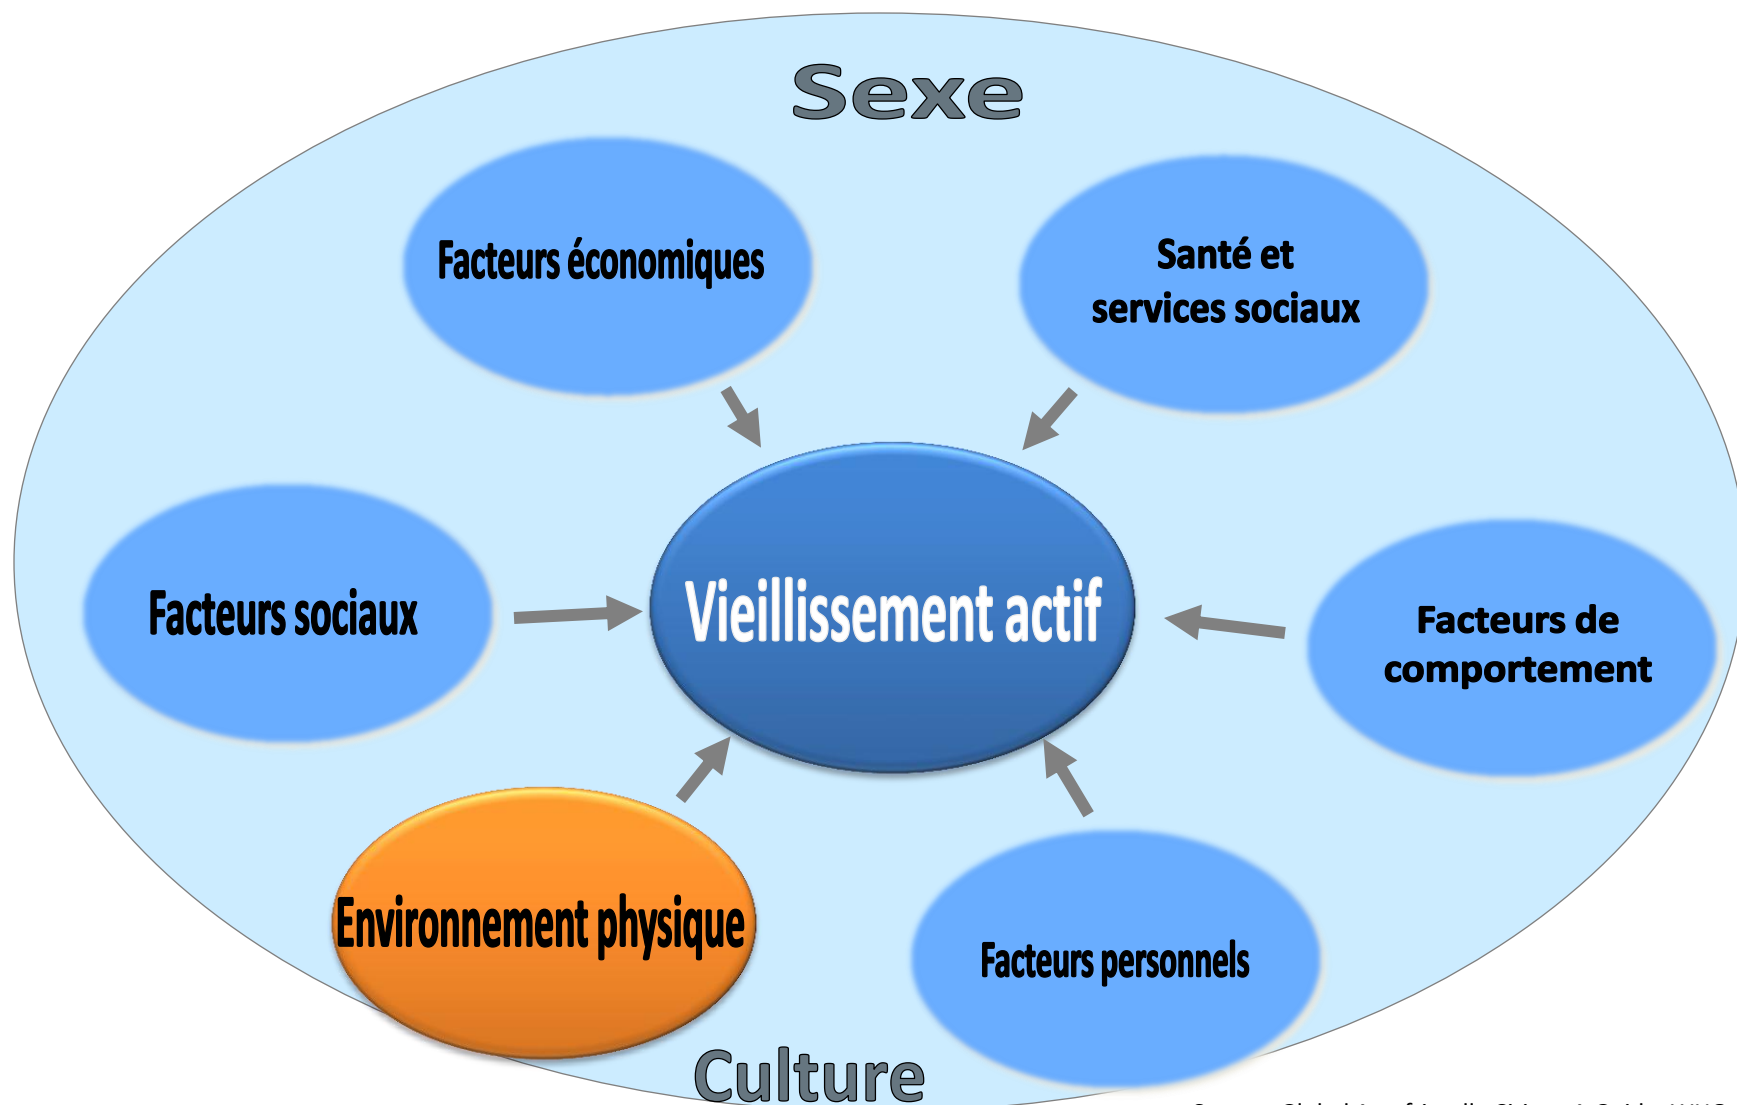 Sexe
Facteurs économiques
Santé et
services sociaux
Facteurs sociaux
Vieillissement actif
Facteurs de
comportement
Environnement physique
Facteurs personnels
Culture